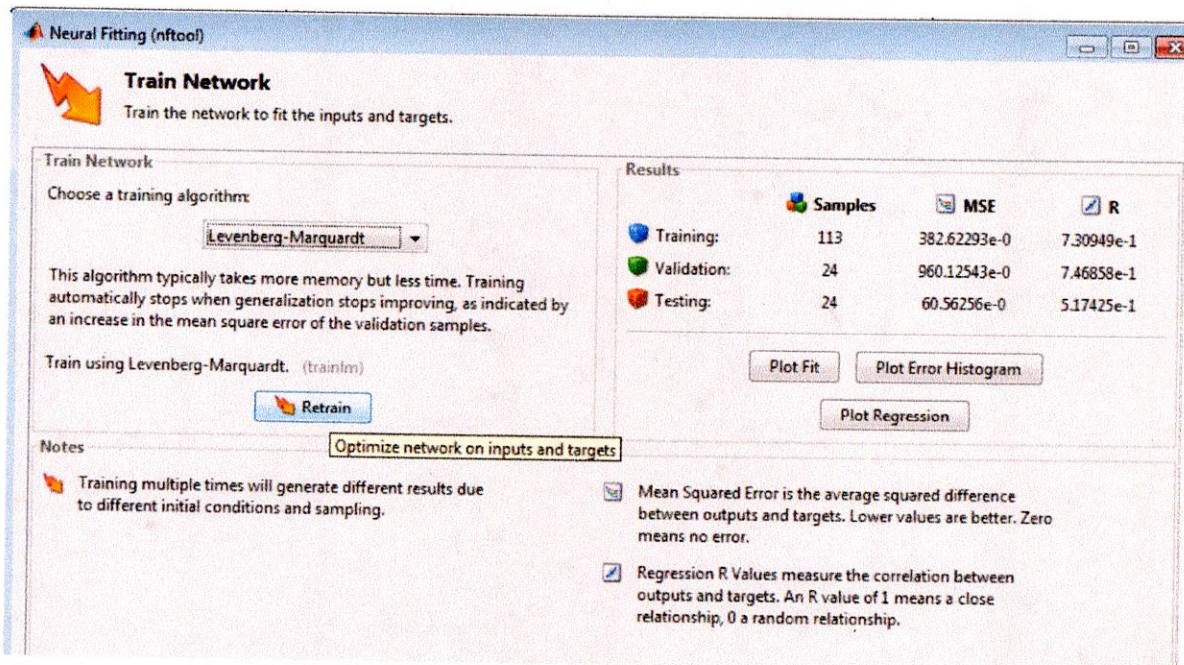 Neural Fitting (nftool)
Train Network
Train the network to fit the inputs and targets.
Train Network
Choose a training algorithm:
Levenberg-Marquardt
This algorithm typically takes more memory but less time. Training
automatically stops when generalization stops improving, as indicated by
an increase in the mean square error of the validation samples.
Train using Levenberg-Marquardt. (trainlm)
Retrain
Optimize network on inputs and targets
Results
Samples MSE R
Training: 113 382.62293e-0 7.30949e-1
Validation: 24 960.12543e-0 7.46858e-1
Testing: 24 60.56256e-0 5.17425e-1
Plot Fit Plot Error Histogram
Plot Regression
Notes
Training multiple times will generate different results due
to different initial conditions and sampling.
Mean Squared Error is the average squared difference
between outputs and targets. Lower values are better. Zero
means no error.
Regression R Values measure the correlation between
outputs and targets. An R value of 1 means a close
relationship, 0 a random relationship.